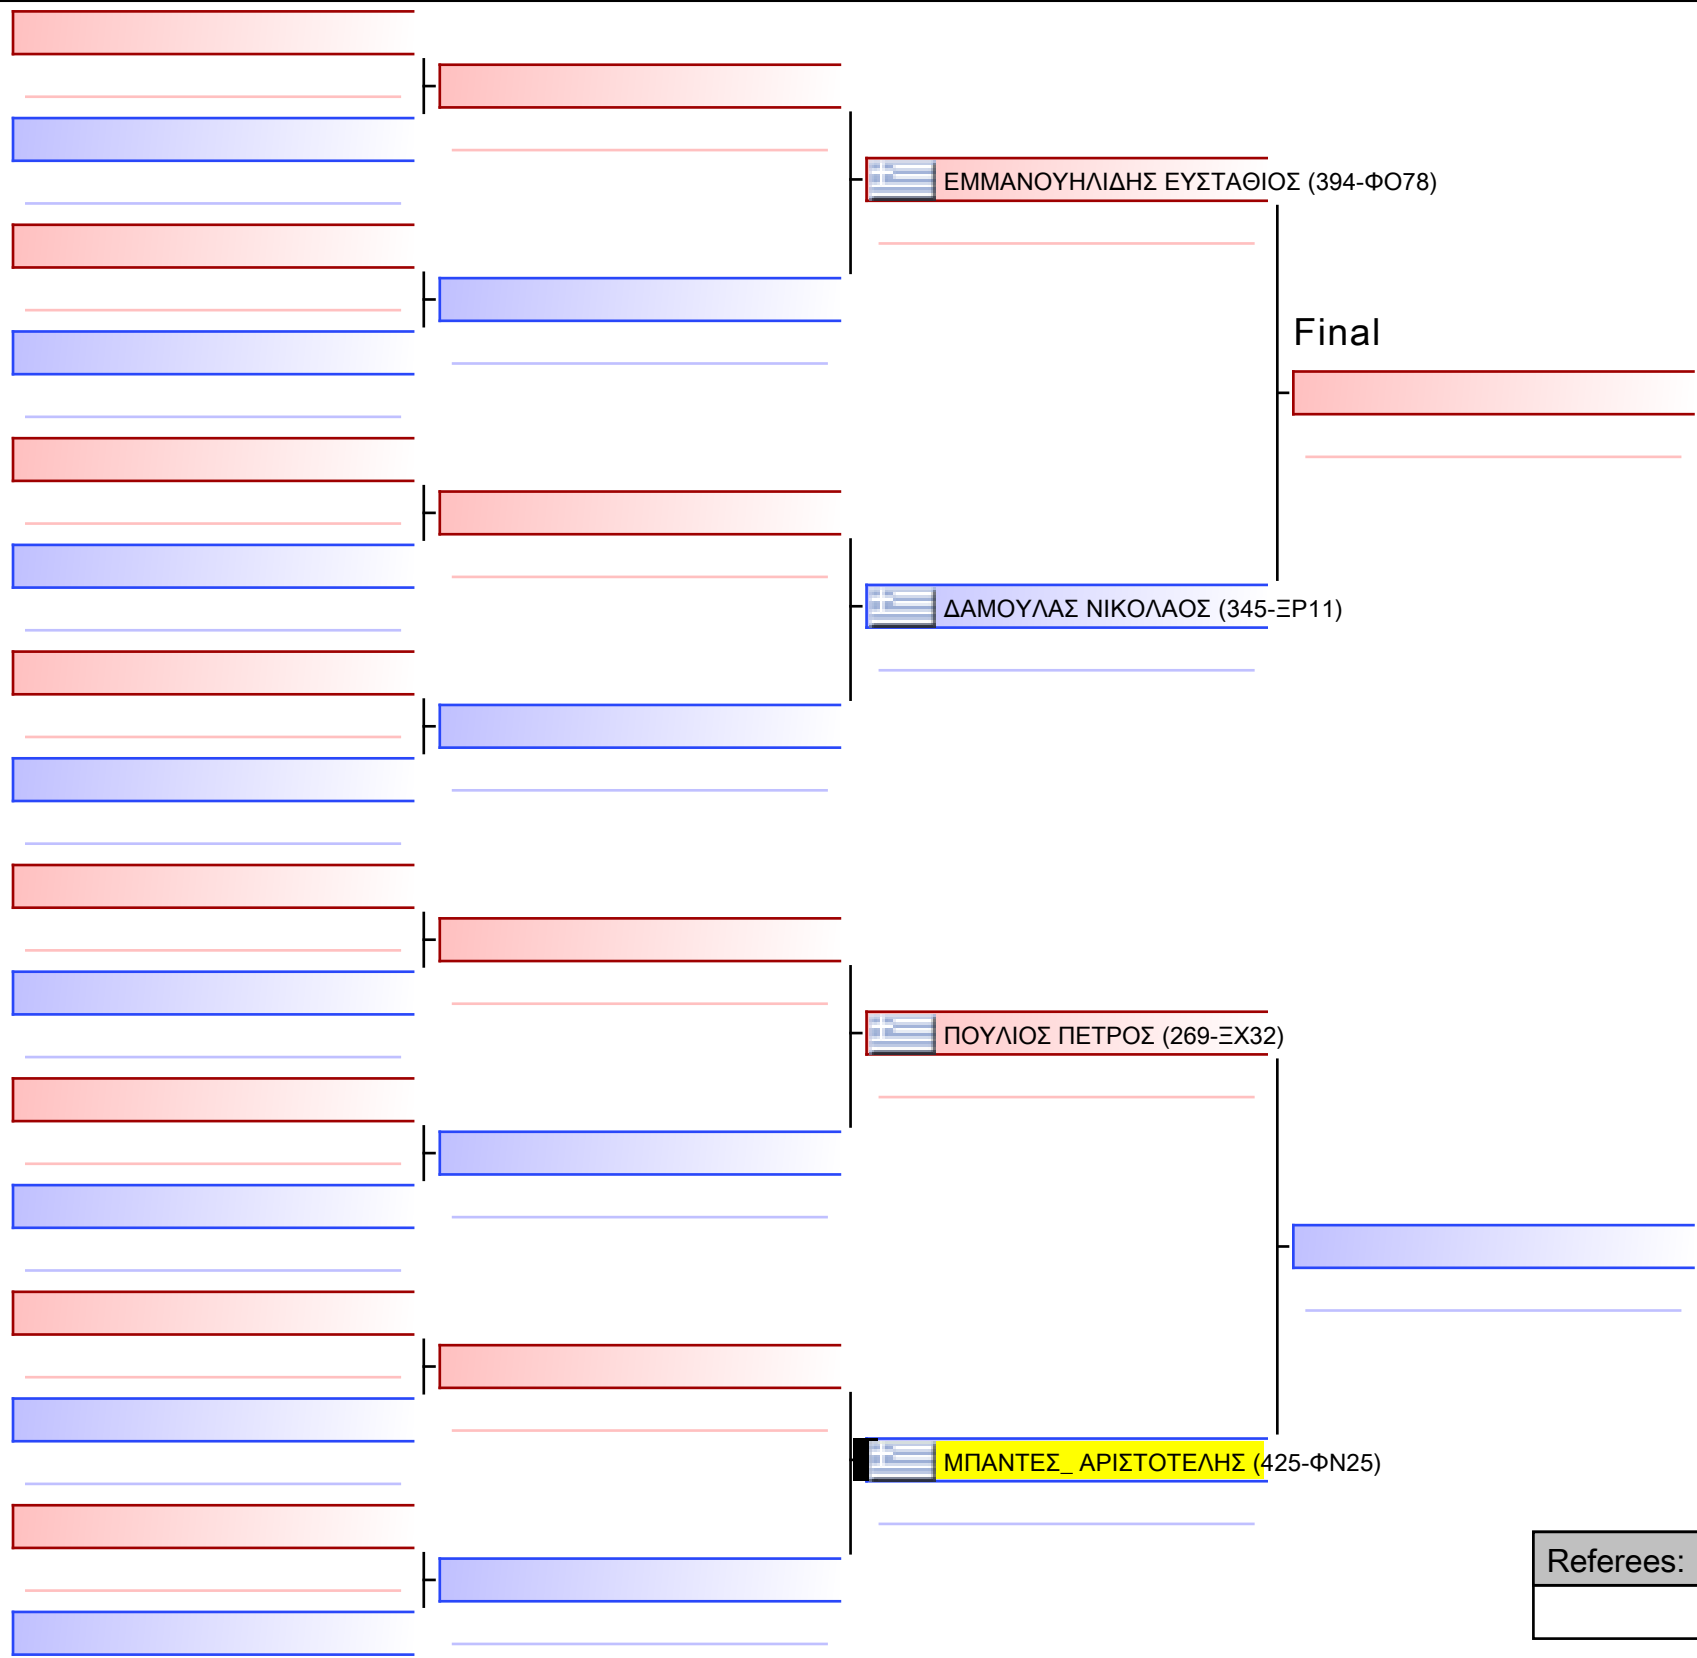 ΕΜΜΑΝΟΥΗΛΙΔΗΣ ΕΥΣΤΑΘΙΟΣ (394-ΦΟ78)
Final
ΔΑΜΟΥΛΑΣ ΝΙΚΟΛΑΟΣ (345-ΞΡ11)
ΠΟΥΛΙΟΣ ΠΕΤΡΟΣ (269-ΞΧ32)
ΜΠΑΝΤΕΣ_ ΑΡΙΣΤΟΤΕΛΗΣ (425-ΦΝ25)
Referees: